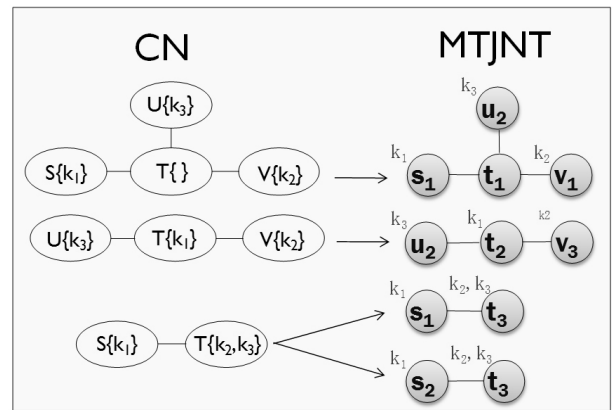 CN MTJNT
U{k₃} k₃ u₂
S{k₁} T{ } V{k₂} k₁ s₁ t₁ k₂ v₁
U{k₃} T{k₁} V{k₂} k₃ u₂ k₁ t₂ k2 v₃
k₁ s₁ k₂, k₃ t₃
S{k₁} T{k₂,k₃}
k₁ s₂ k₂, k₃ t₃